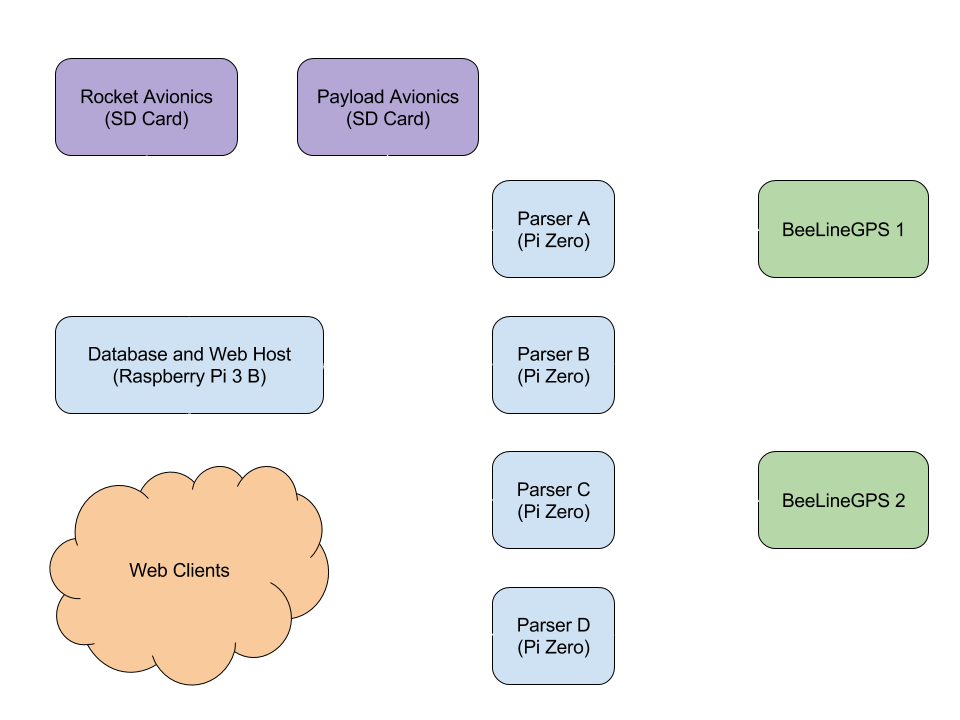 Rocket Avionics
(SD Card)
Payload Avionics
(SD Card)
Parser A
(Pi Zero)
BeeLineGPS 1
Database and Web Host
(Raspberry Pi 3 B)
Parser B
(Pi Zero)
Parser C
(Pi Zero)
BeeLineGPS 2
Web Clients
Parser D
(Pi Zero)